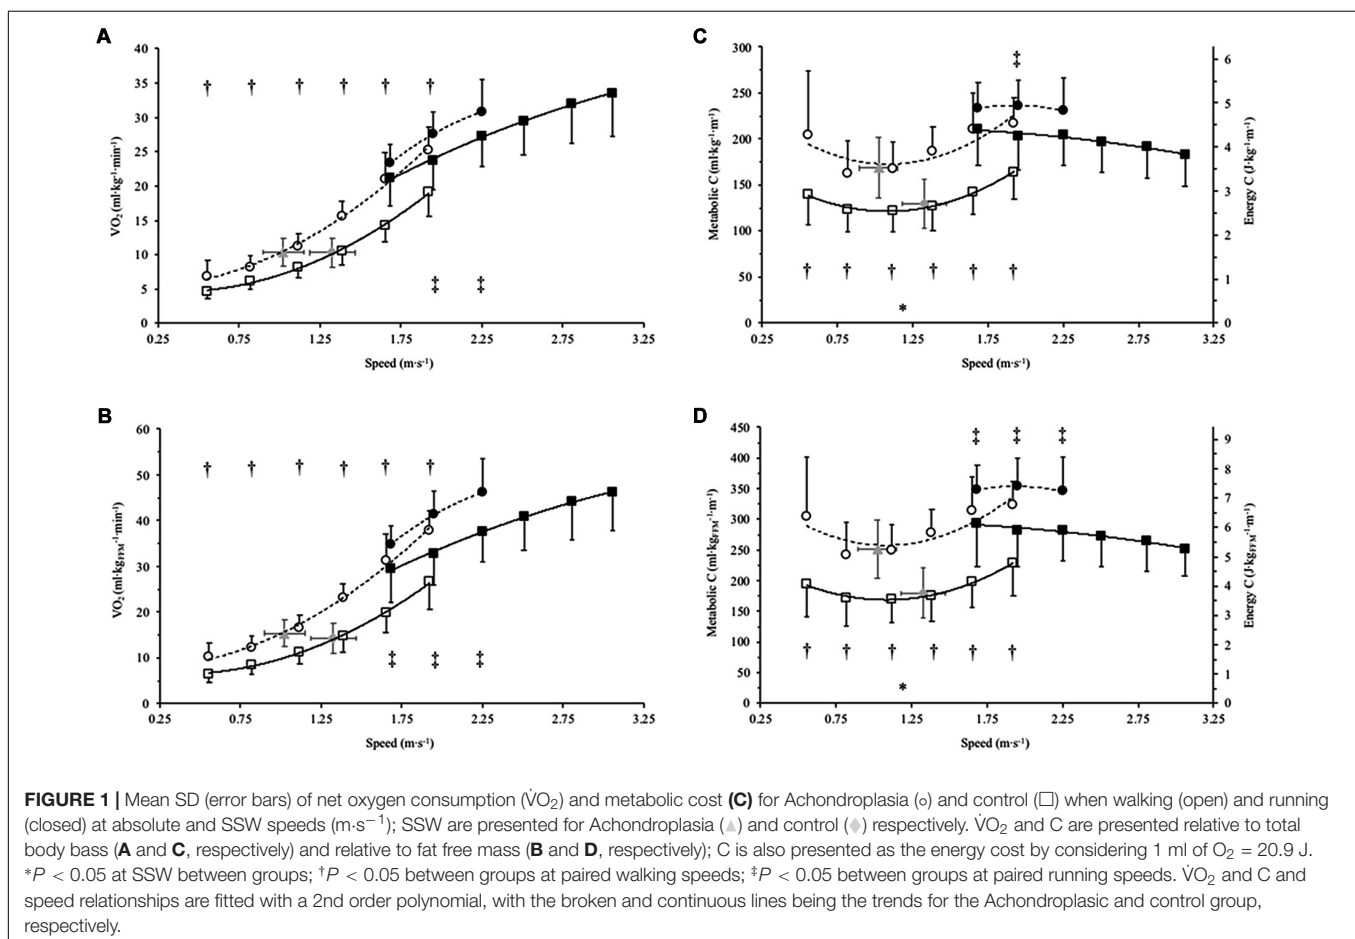 A
40
35
30
25
20
15
10
5
0
V̇O₂ (ml·kg⁻¹·min⁻¹)
† † † † † †
‡ ‡
0.25 0.75 1.25 1.75 2.25 2.75 3.25
Speed (m·s⁻¹)
C
300
250
200
150
100
50
0
Metabolic C (ml·kg⁻¹·m⁻¹)
‡
† † † † † †
*
6
5
4
3
2
1
0
Energy C (J·kg⁻¹·m⁻¹)
0.25 0.75 1.25 1.75 2.25 2.75 3.25
Speed (m·s⁻¹)
B
60
50
40
30
20
10
0
V̇O₂ (ml·kg_FFM⁻¹·min⁻¹)
† † † † † †
‡ ‡ ‡
0.25 0.75 1.25 1.75 2.25 2.75 3.25
Speed (m·s⁻¹)
D
450
400
350
300
250
200
150
100
50
0
Metabolic C (ml·kg_FFM⁻¹·m⁻¹)
‡ ‡ ‡
† † † † † †
*
9
8
7
6
5
4
3
2
1
0
Energy C (J·kg_FFM⁻¹·m⁻¹)
0.25 0.75 1.25 1.75 2.25 2.75 3.25
Speed (m·s⁻¹)
FIGURE 1 | Mean SD (error bars) of net oxygen consumption (V̇O₂) and metabolic cost (C) for Achondroplasia (○) and control (□) when walking (open) and running
(closed) at absolute and SSW speeds (m·s⁻¹); SSW are presented for Achondroplasia (▲) and control (♦) respectively. V̇O₂ and C are presented relative to total
body bass (A and C, respectively) and relative to fat free mass (B and D, respectively); C is also presented as the energy cost by considering 1 ml of O₂ = 20.9 J.
*P < 0.05 at SSW between groups; †P < 0.05 between groups at paired walking speeds; ‡P < 0.05 between groups at paired running speeds. V̇O₂ and C and
speed relationships are fitted with a 2nd order polynomial, with the broken and continuous lines being the trends for the Achondroplasic and control group,
respectively.